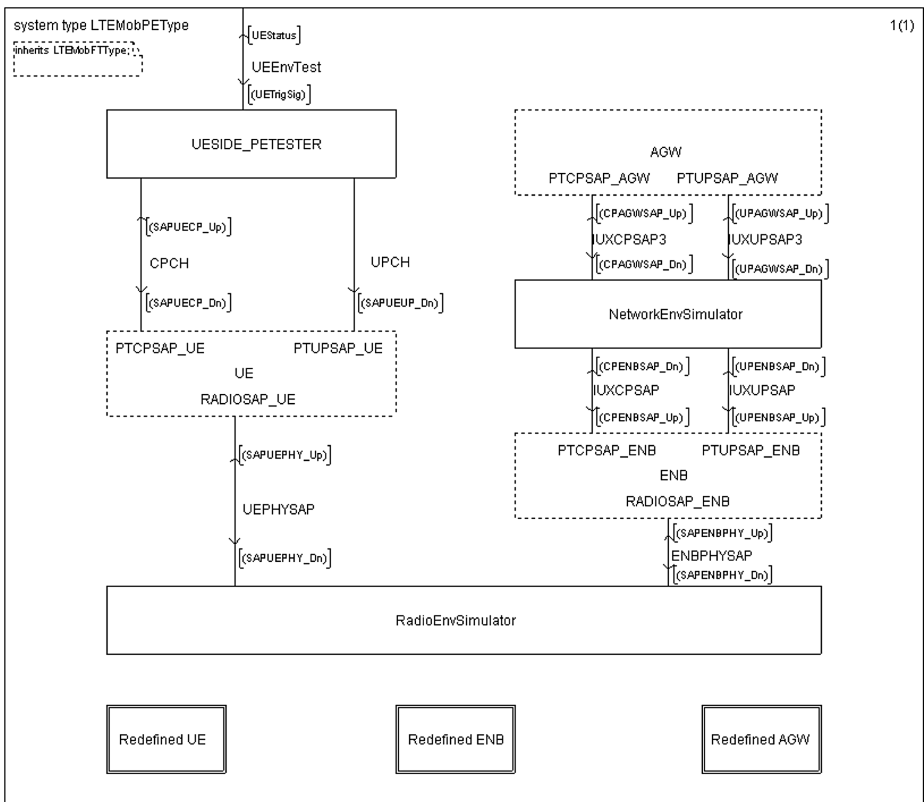 system type LTEMobPEType
1(1)
inherits LTEMobFTType;
[UEStatus]
UEEnvTest
[(UETrigSig)]
UESIDE_PETESTER
AGW
PTCPSAP_AGW PTUPSAP_AGW
[(CPAGWSAP_Up)] [(UPAGWSAP_Up)]
IUXCPSAP3 IUXUPSAP3
[(CPAGWSAP_Dn)] [(UPAGWSAP_Dn)]
[(SAPUECP_Up)]
CPCH UPCH
[(SAPUECP_Dn)] [(SAPUEUP_Dn)]
NetworkEnvSimulator
PTCPSAP_UE PTUPSAP_UE
UE
RADIOSAP_UE
[(CPENBSAP_Dn)] [(UPENBSAP_Dn)]
IUXCPSAP IUXUPSAP
[(CPENBSAP_Up)] [(UPENBSAP_Up)]
PTCPSAP_ENB PTUPSAP_ENB
ENB
RADIOSAP_ENB
[(SAPUEPHY_Up)]
UEPHYSAP
[(SAPUEPHY_Dn)]
[(SAPENBPHY_Up)]
ENBPHYSAP
[(SAPENBPHY_Dn)]
RadioEnvSimulator
Redefined UE
Redefined ENB
Redefined AGW